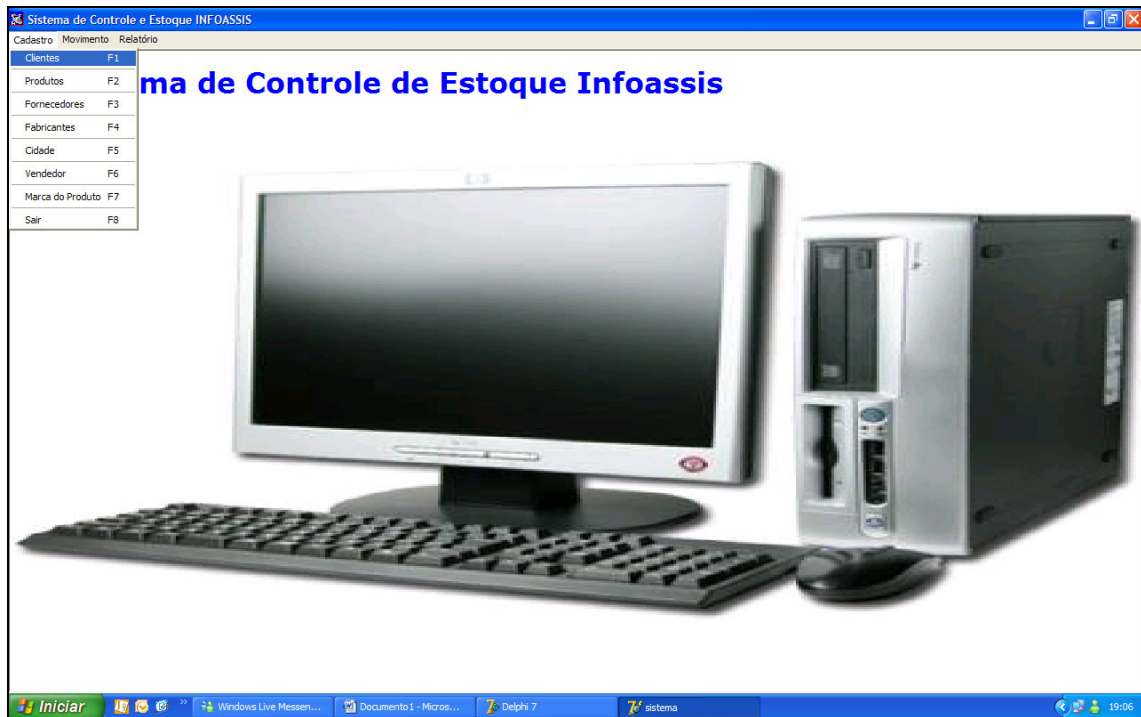 Sistema de Controle e Estoque INFOASSIS
Cadastro Movimento Relatório
Clientes F1
Produtos F2
Fornecedores F3
Fabricantes F4
Cidade F5
Vendedor F6
Marca do Produto F7
Sair F8
ma de Controle de Estoque Infoassis
Iniciar Windows Live Messen... Documento1 - Micros... Delphi 7 sistema 19:06